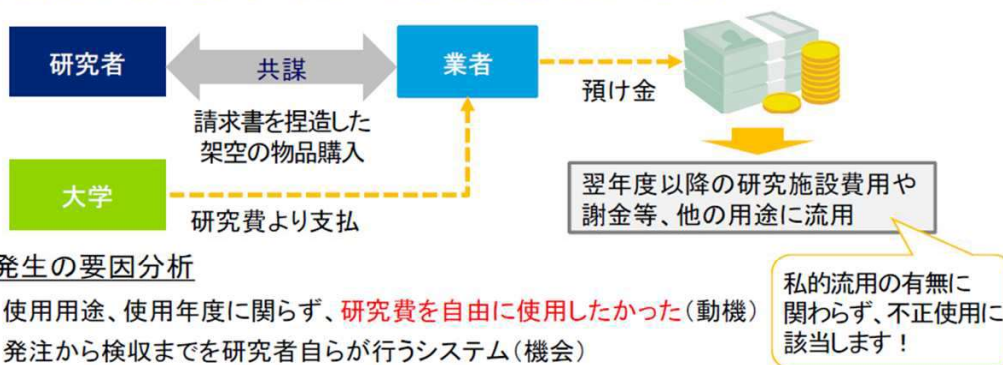 研究者
共謀
業者
預け金
請求書を捏造した
架空の物品購入
大学
研究費より支払
翌年度以降の研究施設費用や
謝金等、他の用途に流用
発生の要因分析
使用用途、使用年度に関らず、研究費を自由に使用したかった(動機)
発注から検収までを研究者自らが行うシステム(機会)
私的流用の有無に
関わらず、不正使用に
該当します!